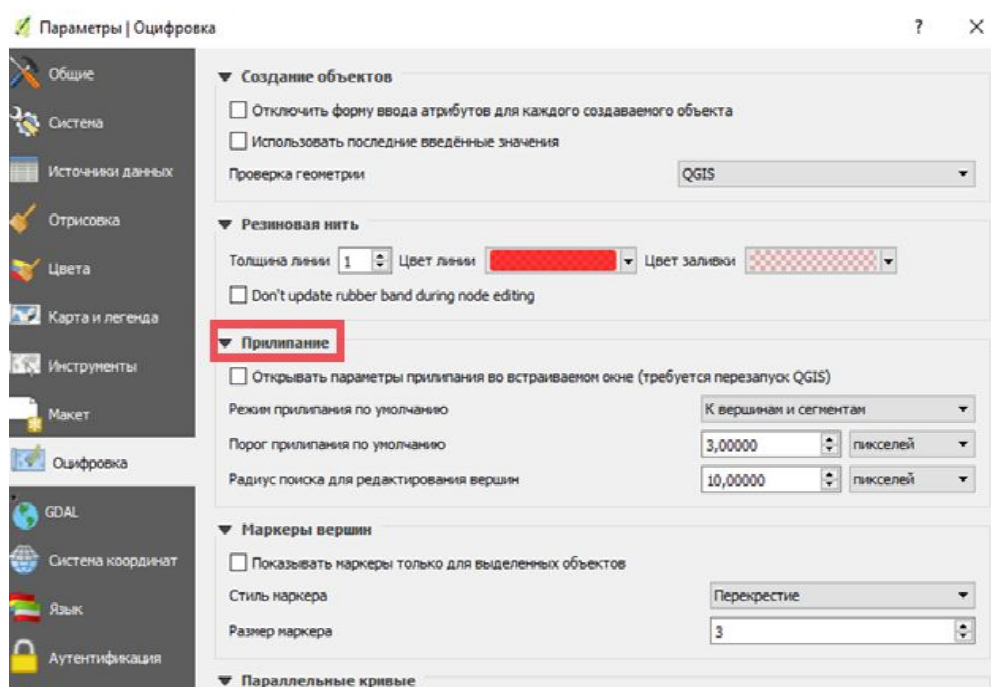 Параметры | Оцифровка
?
Общие
Система
Источники данных
Отрисовка
Цвета
Карта и легенда
Инструменты
Макет
Оцифровка
GDAL
Система координат
Язык
Аутентификация
Создание объектов
Отключить форму ввода атрибутов для каждого создаваемого объекта
Использовать последние введённые значения
Проверка геометрии QGIS
Резиновая нить
Толщина линии 1 Цвет линии Цвет заливки
Don't update rubber band during node editing
Прилипание
Открывать параметры прилипания во встраиваемом окне (требуется перезапуск QGIS)
Режим прилипания по умолчанию К вершинам и сегментам
Порог прилипания по умолчанию 3,00000 пикселей
Радиус поиска для редактирования вершин 10,00000 пикселей
Маркеры вершин
Показывать маркеры только для выделенных объектов
Стиль маркера Перекрестие
Размер маркера 3
Параллельные кривые